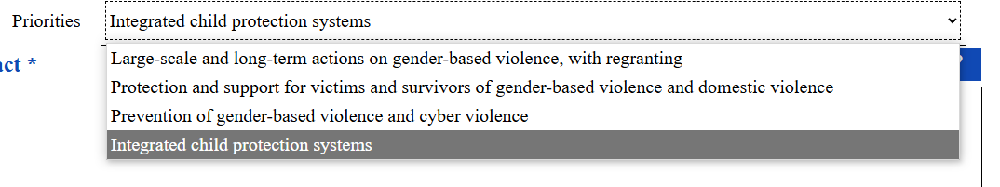 Priorities Integrated child protection systems
Large-scale and long-term actions on gender-based violence, with regranting
act *
Protection and support for victims and survivors of gender-based violence and domestic violence
Prevention of gender-based violence and cyber violence
Integrated child protection systems